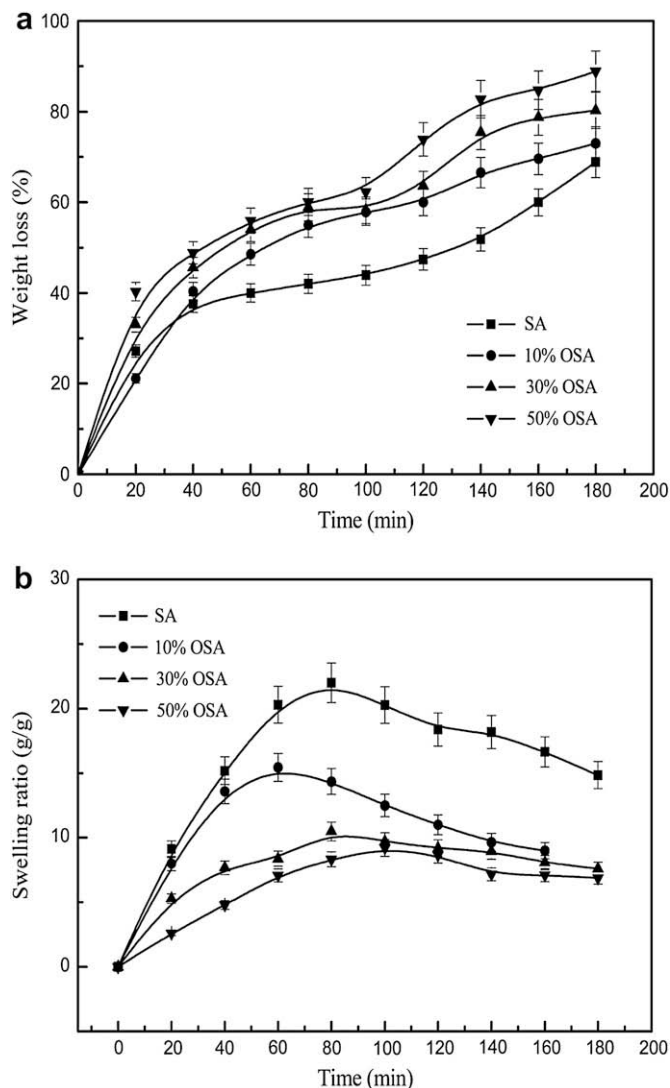 a
100
80
60
40
20
0
Weight loss (%)
SA
10% OSA
30% OSA
50% OSA
0 20 40 60 80 100 120 140 160 180 200
Time (min)
b
30
20
10
0
Swelling ratio (g/g)
SA
10% OSA
30% OSA
50% OSA
0 20 40 60 80 100 120 140 160 180 200
Time (min)